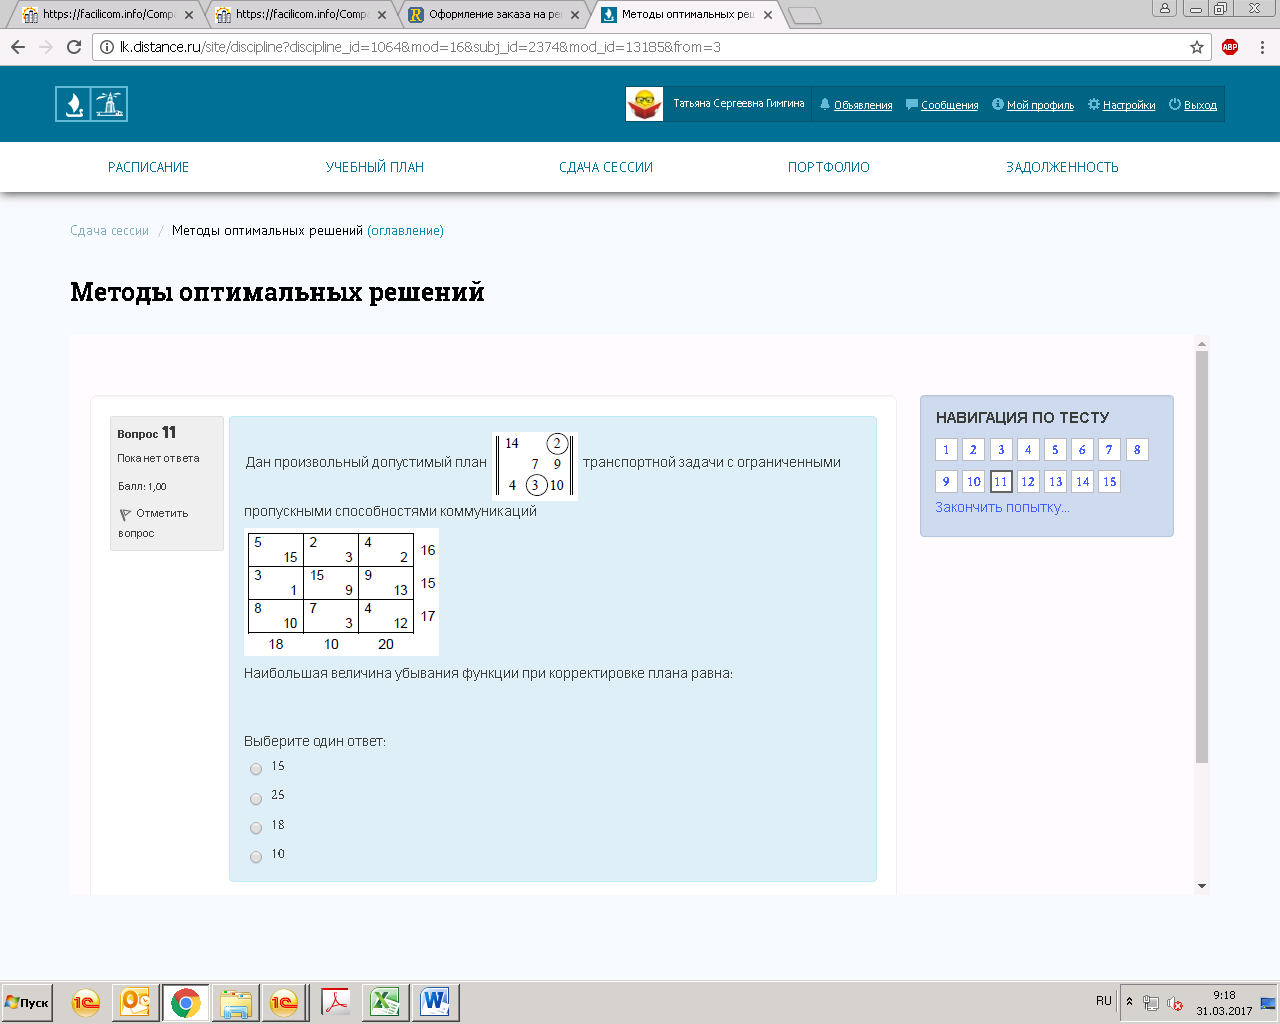 https://facilicom.info/Comp
https://facilicom.info/Comp
Оформление заказа на ре
Методы оптимальных реш
lk.distance.ru/site/discipline?discipline_id=1064&mod=16&subj_id=2374&mod_id=13185&from=3
ABP
Татьяна Сергеевна Гимгина Объявления Сообщения Мой профиль Настройки Выход
РАСПИСАНИЕ УЧЕБНЫЙ ПЛАН СДАЧА СЕССИИ ПОРТФОЛИО ЗАДОЛЖЕННОСТЬ
Сдача сессии / Методы оптимальных решений (оглавление)
Методы оптимальных решений
Вопрос 11
Пока нет ответа
Балл: 1,00
Отметить
вопрос
14 2
Дан произвольный допустимый план 7 9 транспортной задачи с ограниченными
4 3 10
пропускными способностями коммуникаций
5 2 4
15 3 2 16
3 15 9
1 9 13 15
8 7 4
10 3 12 17
18 10 20
Наибольшая величина убывания функции при корректировке плана равна:
Выберите один ответ:
15
25
18
10
НАВИГАЦИЯ ПО ТЕСТУ
1 2 3 4 5 6 7 8
9 10 11 12 13 14 15
Закончить попытку...
Пуск
RU
9:18
31.03.2017